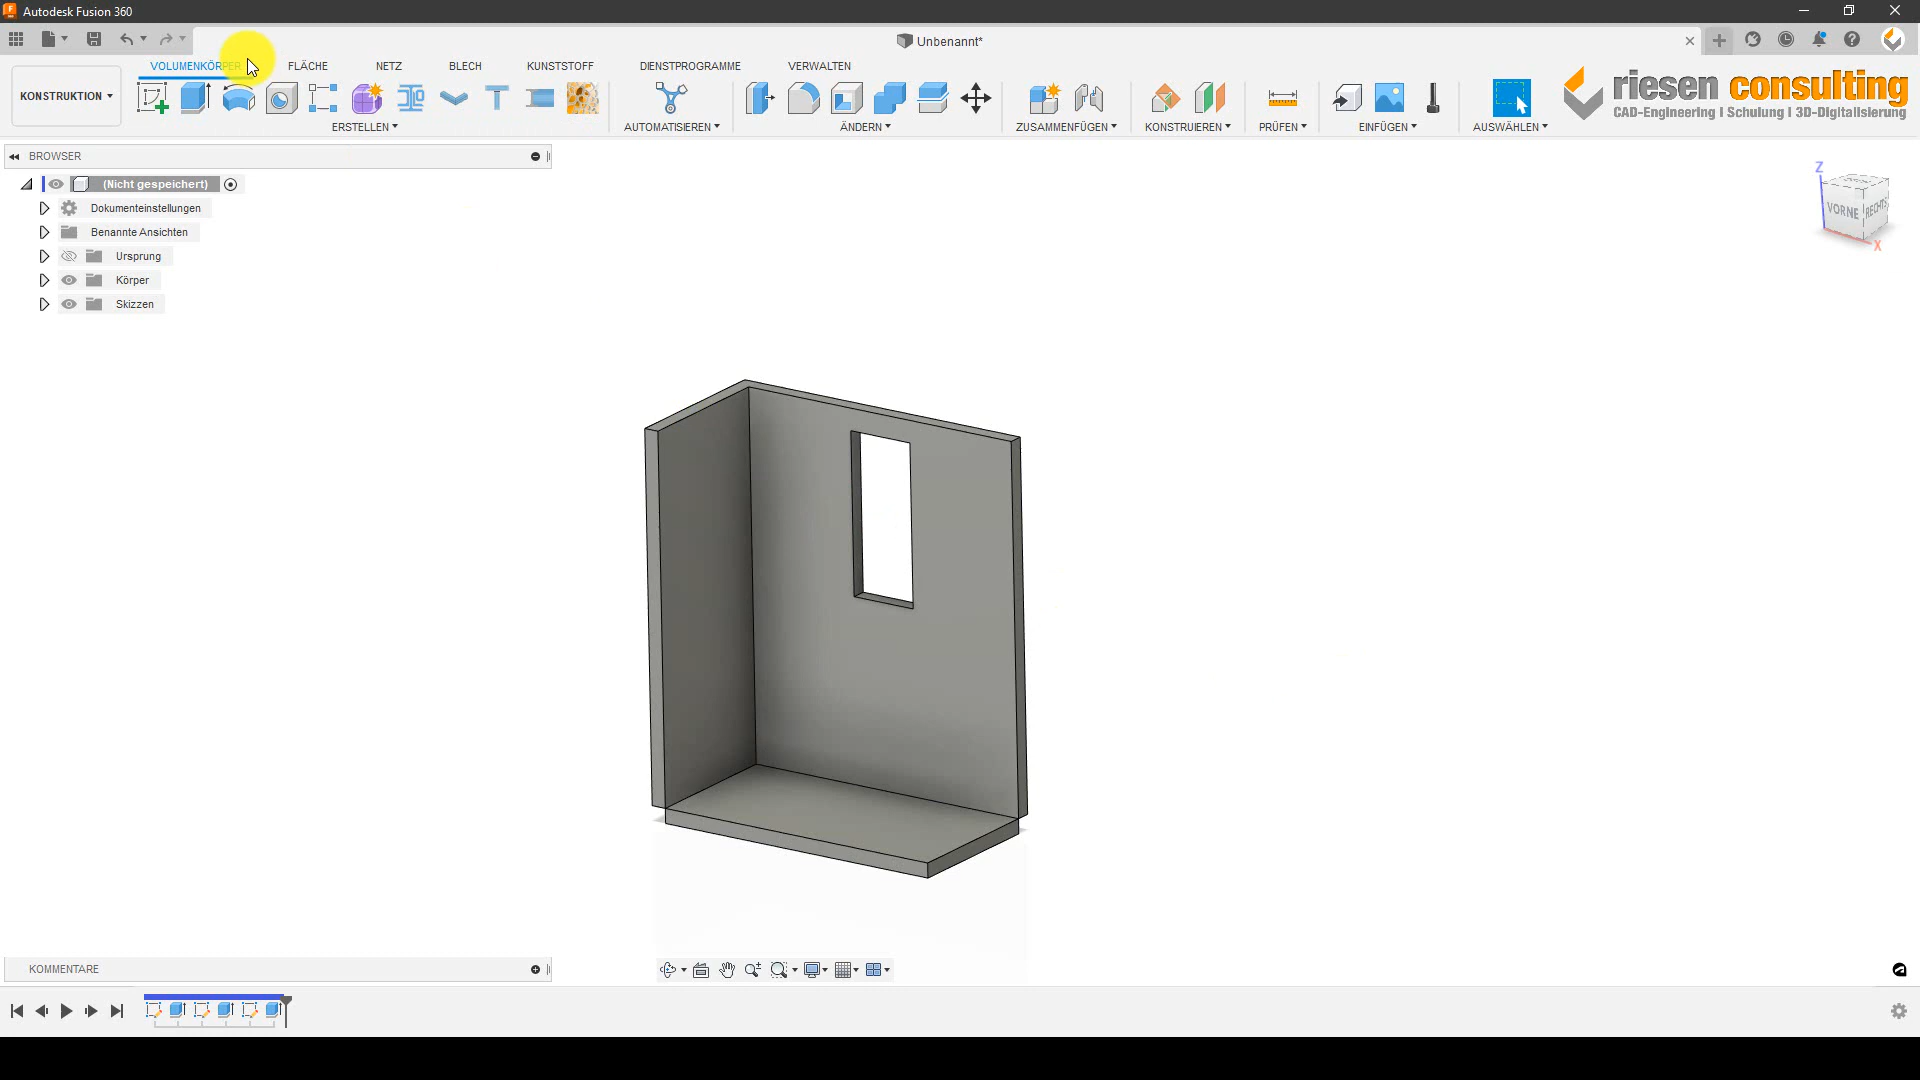 Autodesk Fusion 360
Unbenannt*
VOLUMENKÖRPER FLÄCHE NETZ BLECH KUNSTSTOFF DIENSTPROGRAMME VERWALTEN
KONSTRUKTION
ERSTELLEN AUTOMATISIEREN ÄNDERN ZUSAMMENFÜGEN KONSTRUIEREN PRÜFEN EINFÜGEN AUSWÄHLEN
riesen consulting
CAD-Engineering I Schulung I 3D-Digitalisierung
BROWSER
(Nicht gespeichert)
Dokumenteinstellungen
Benannte Ansichten
Ursprung
Körper
Skizzen
Z
VORNE
RECHTS
X
KOMMENTARE